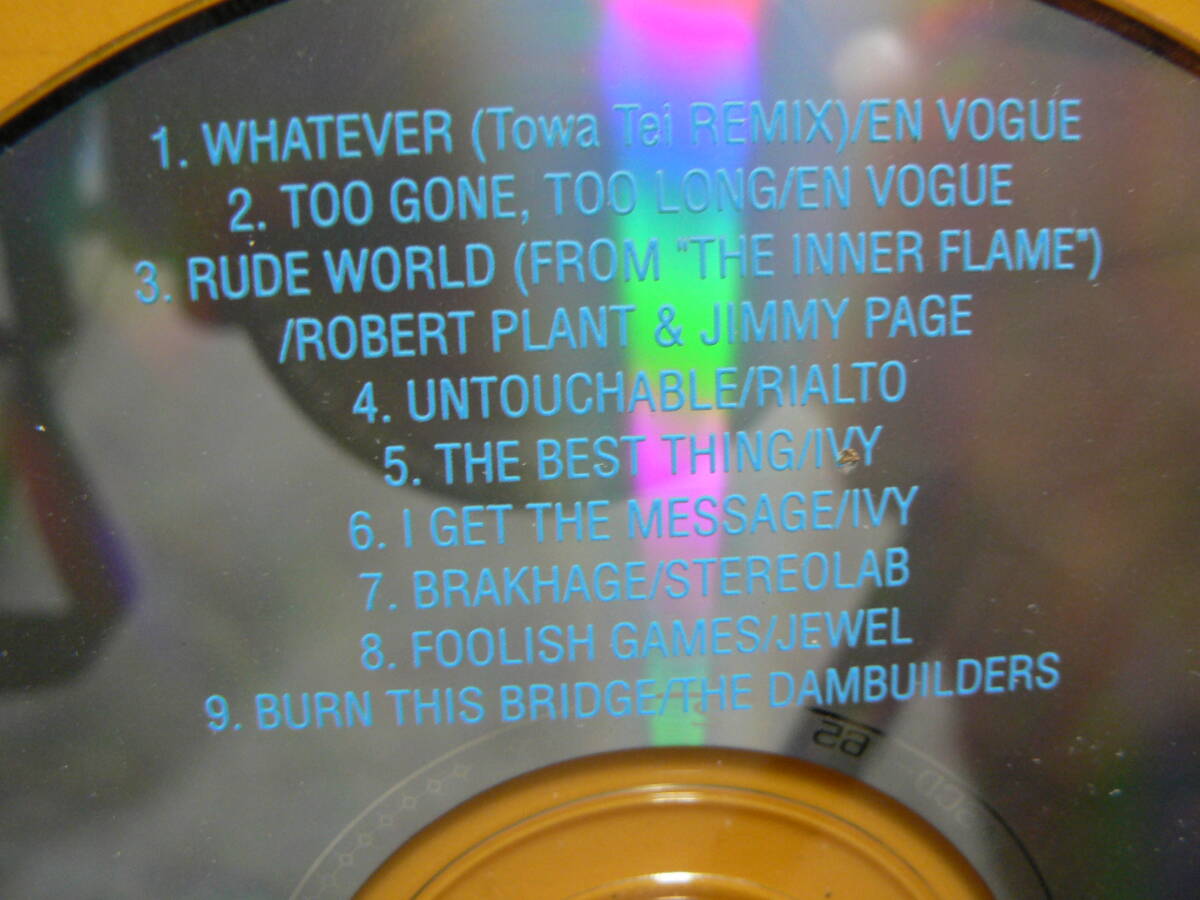 1. WHATEVER (Towa Tei REMIX)/EN VOGUE
2. TOO GONE, TOO LONG/EN VOGUE
3. RUDE WORLD (FROM "THE INNER FLAME")
/ROBERT PLANT & JIMMY PAGE
4. UNTOUCHABLE/RIALTO
5. THE BEST THING/IVY
6. I GET THE MESSAGE/IVY
7. BRAKHAGE/STEREOLAB
8. FOOLISH GAMES/JEWEL
9. BURN THIS BRIDGE/THE DAMBUILDERS